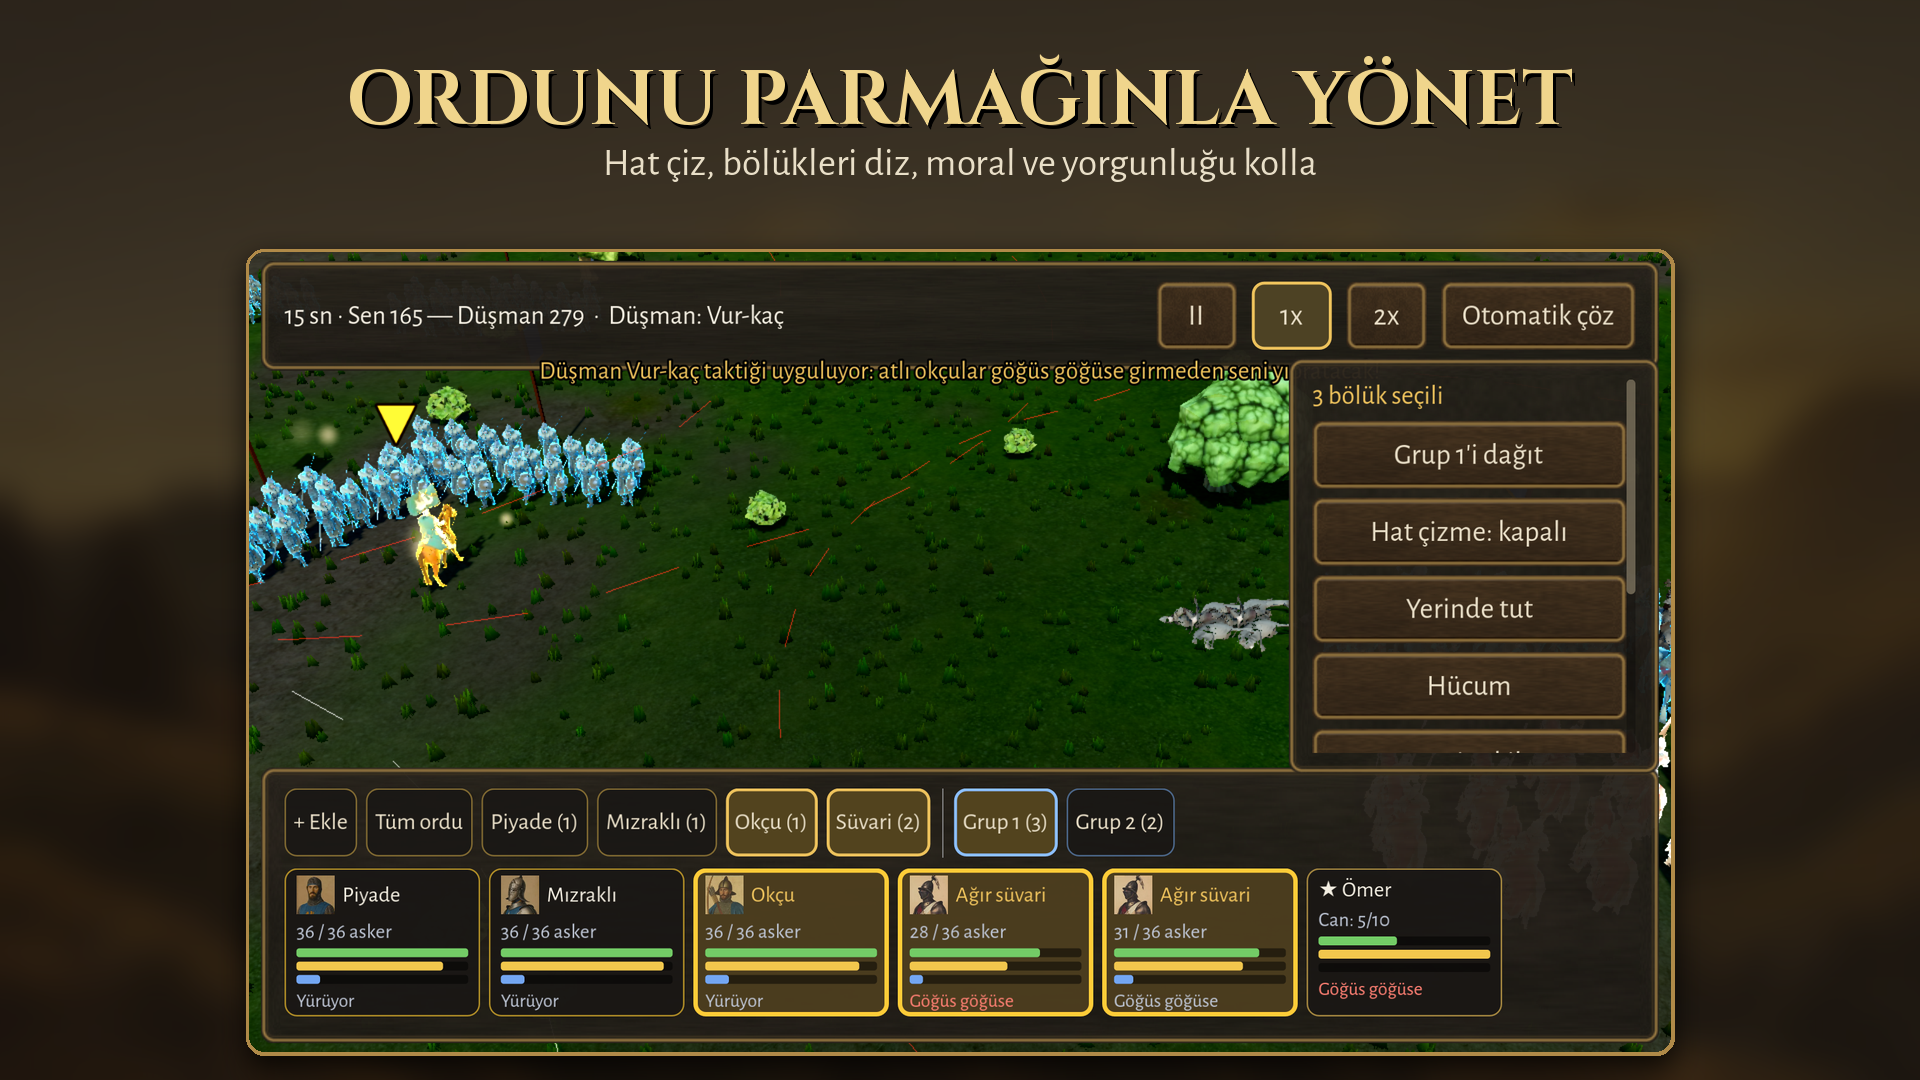 ORDUNU PARMAĞINLA YÖNET
Hat çiz, bölükleri diz, moral ve yorgunluğu kolla
15 sn · Sen 165 — Düşman 279 · Düşman: Vur-kaç
II
1x
2x
Otomatik çöz
Düşman Vur-kaç taktiği uyguluyor: atlı okçular göğüs göğüse girmeden seni
3 bölük seçili
Grup 1'i dağıt
Hat çizme: kapalı
Yerinde tut
Hücum
+ Ekle
Tüm ordu
Piyade (1)
Mızraklı (1)
Okçu (1)
Süvari (2)
Grup 1 (3)
Grup 2 (2)
Piyade
36 / 36 asker
Yürüyor
Mızraklı
36 / 36 asker
Yürüyor
Okçu
36 / 36 asker
Yürüyor
Ağır süvari
28 / 36 asker
Göğüs göğüse
Ağır süvari
31 / 36 asker
Göğüs göğüse
★ Ömer
Can: 5/10
Göğüs göğüse